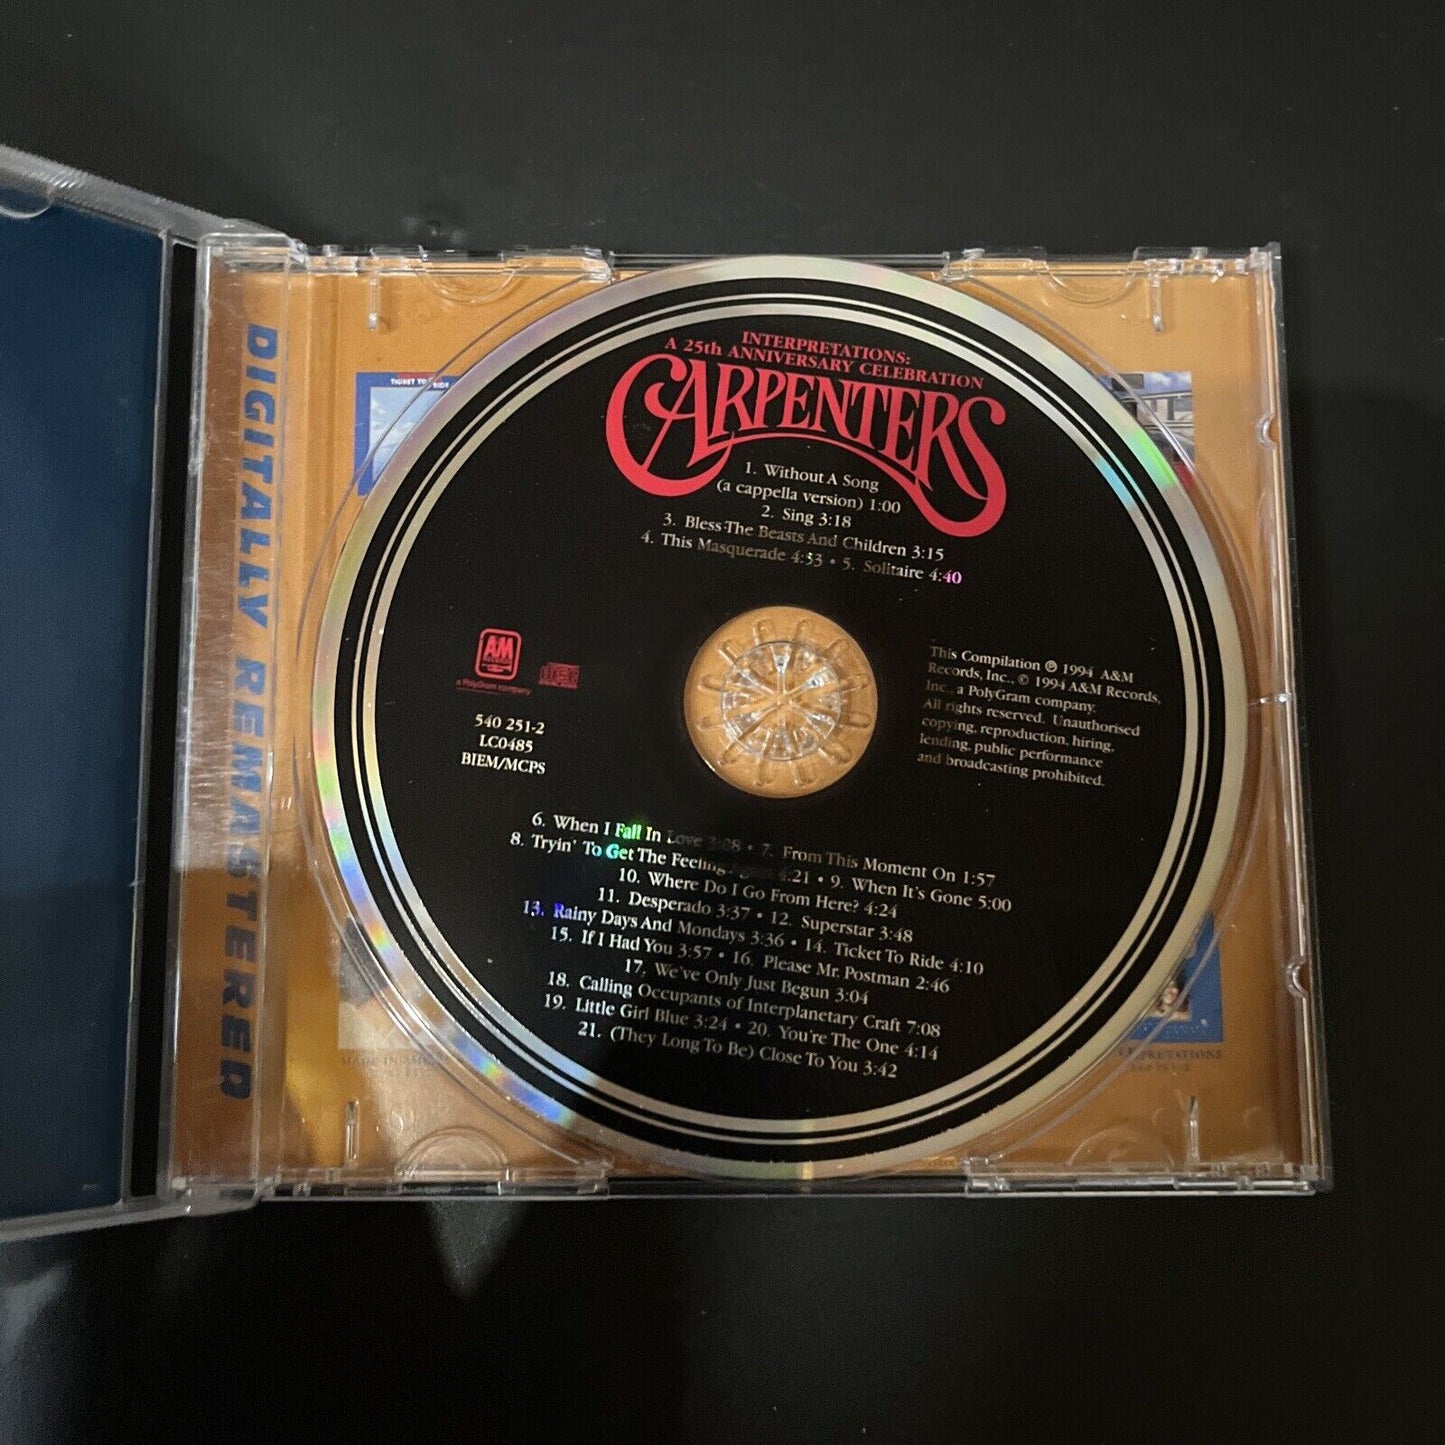 DIGITALLY REMASTERED
TICKET TO RIDE
INTERPRETATIONS:
A 25th ANNIVERSARY CELEBRATION
CARPENTERS
1. Without A Song
(a cappella version) 1:00
2. Sing 3:18
3. Bless The Beasts And Children 3:15
4. This Masquerade 4:33 • 5. Solitaire 4:40
AM
a PolyGram company
DISC
540 251-2
LC0485
BIEM/MCPS
This Compilation ℗ 1994 A&M
Records, Inc., © 1994 A&M Records,
Inc., a PolyGram company.
All rights reserved. Unauthorised
copying, reproduction, hiring,
lending, public performance
and broadcasting prohibited.
6. When I Fall In Love 3:08 • 7. From This Moment On 1:57
8. Tryin' To Get The Feeling Again 4:21 • 9. When It's Gone 5:00
10. Where Do I Go From Here? 4:24
11. Desperado 3:37 • 12. Superstar 3:48
13. Rainy Days And Mondays 3:36 • 14. Ticket To Ride 4:10
15. If I Had You 3:57 • 16. Please Mr. Postman 2:46
17. We've Only Just Begun 3:04
18. Calling Occupants of Interplanetary Craft 7:08
19. Little Girl Blue 3:24 • 20. You're The One 4:14
21. (They Long To Be) Close To You 3:42
MADE IN AMERICA